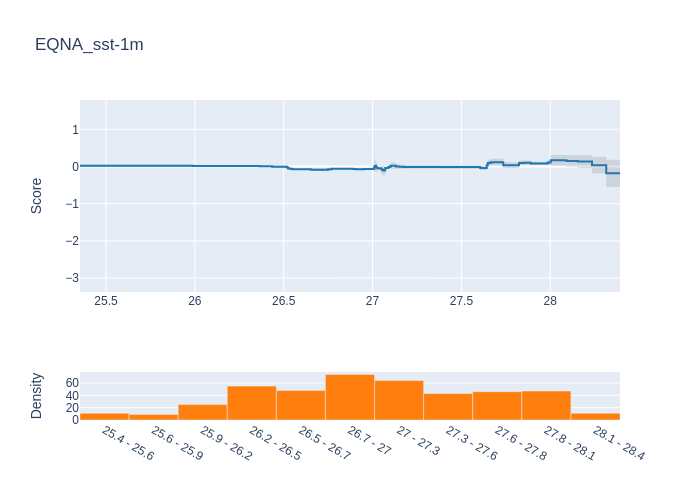 EQNA_sst-1m
Score
1
0
−1
−2
−3
25.5 26 26.5 27 27.5 28
Density
60
40
20
0
25.4 - 25.6
25.6 - 25.9
25.9 - 26.2
26.2 - 26.5
26.5 - 26.7
26.7 - 27
27 - 27.3
27.3 - 27.6
27.6 - 27.8
27.8 - 28.1
28.1 - 28.4